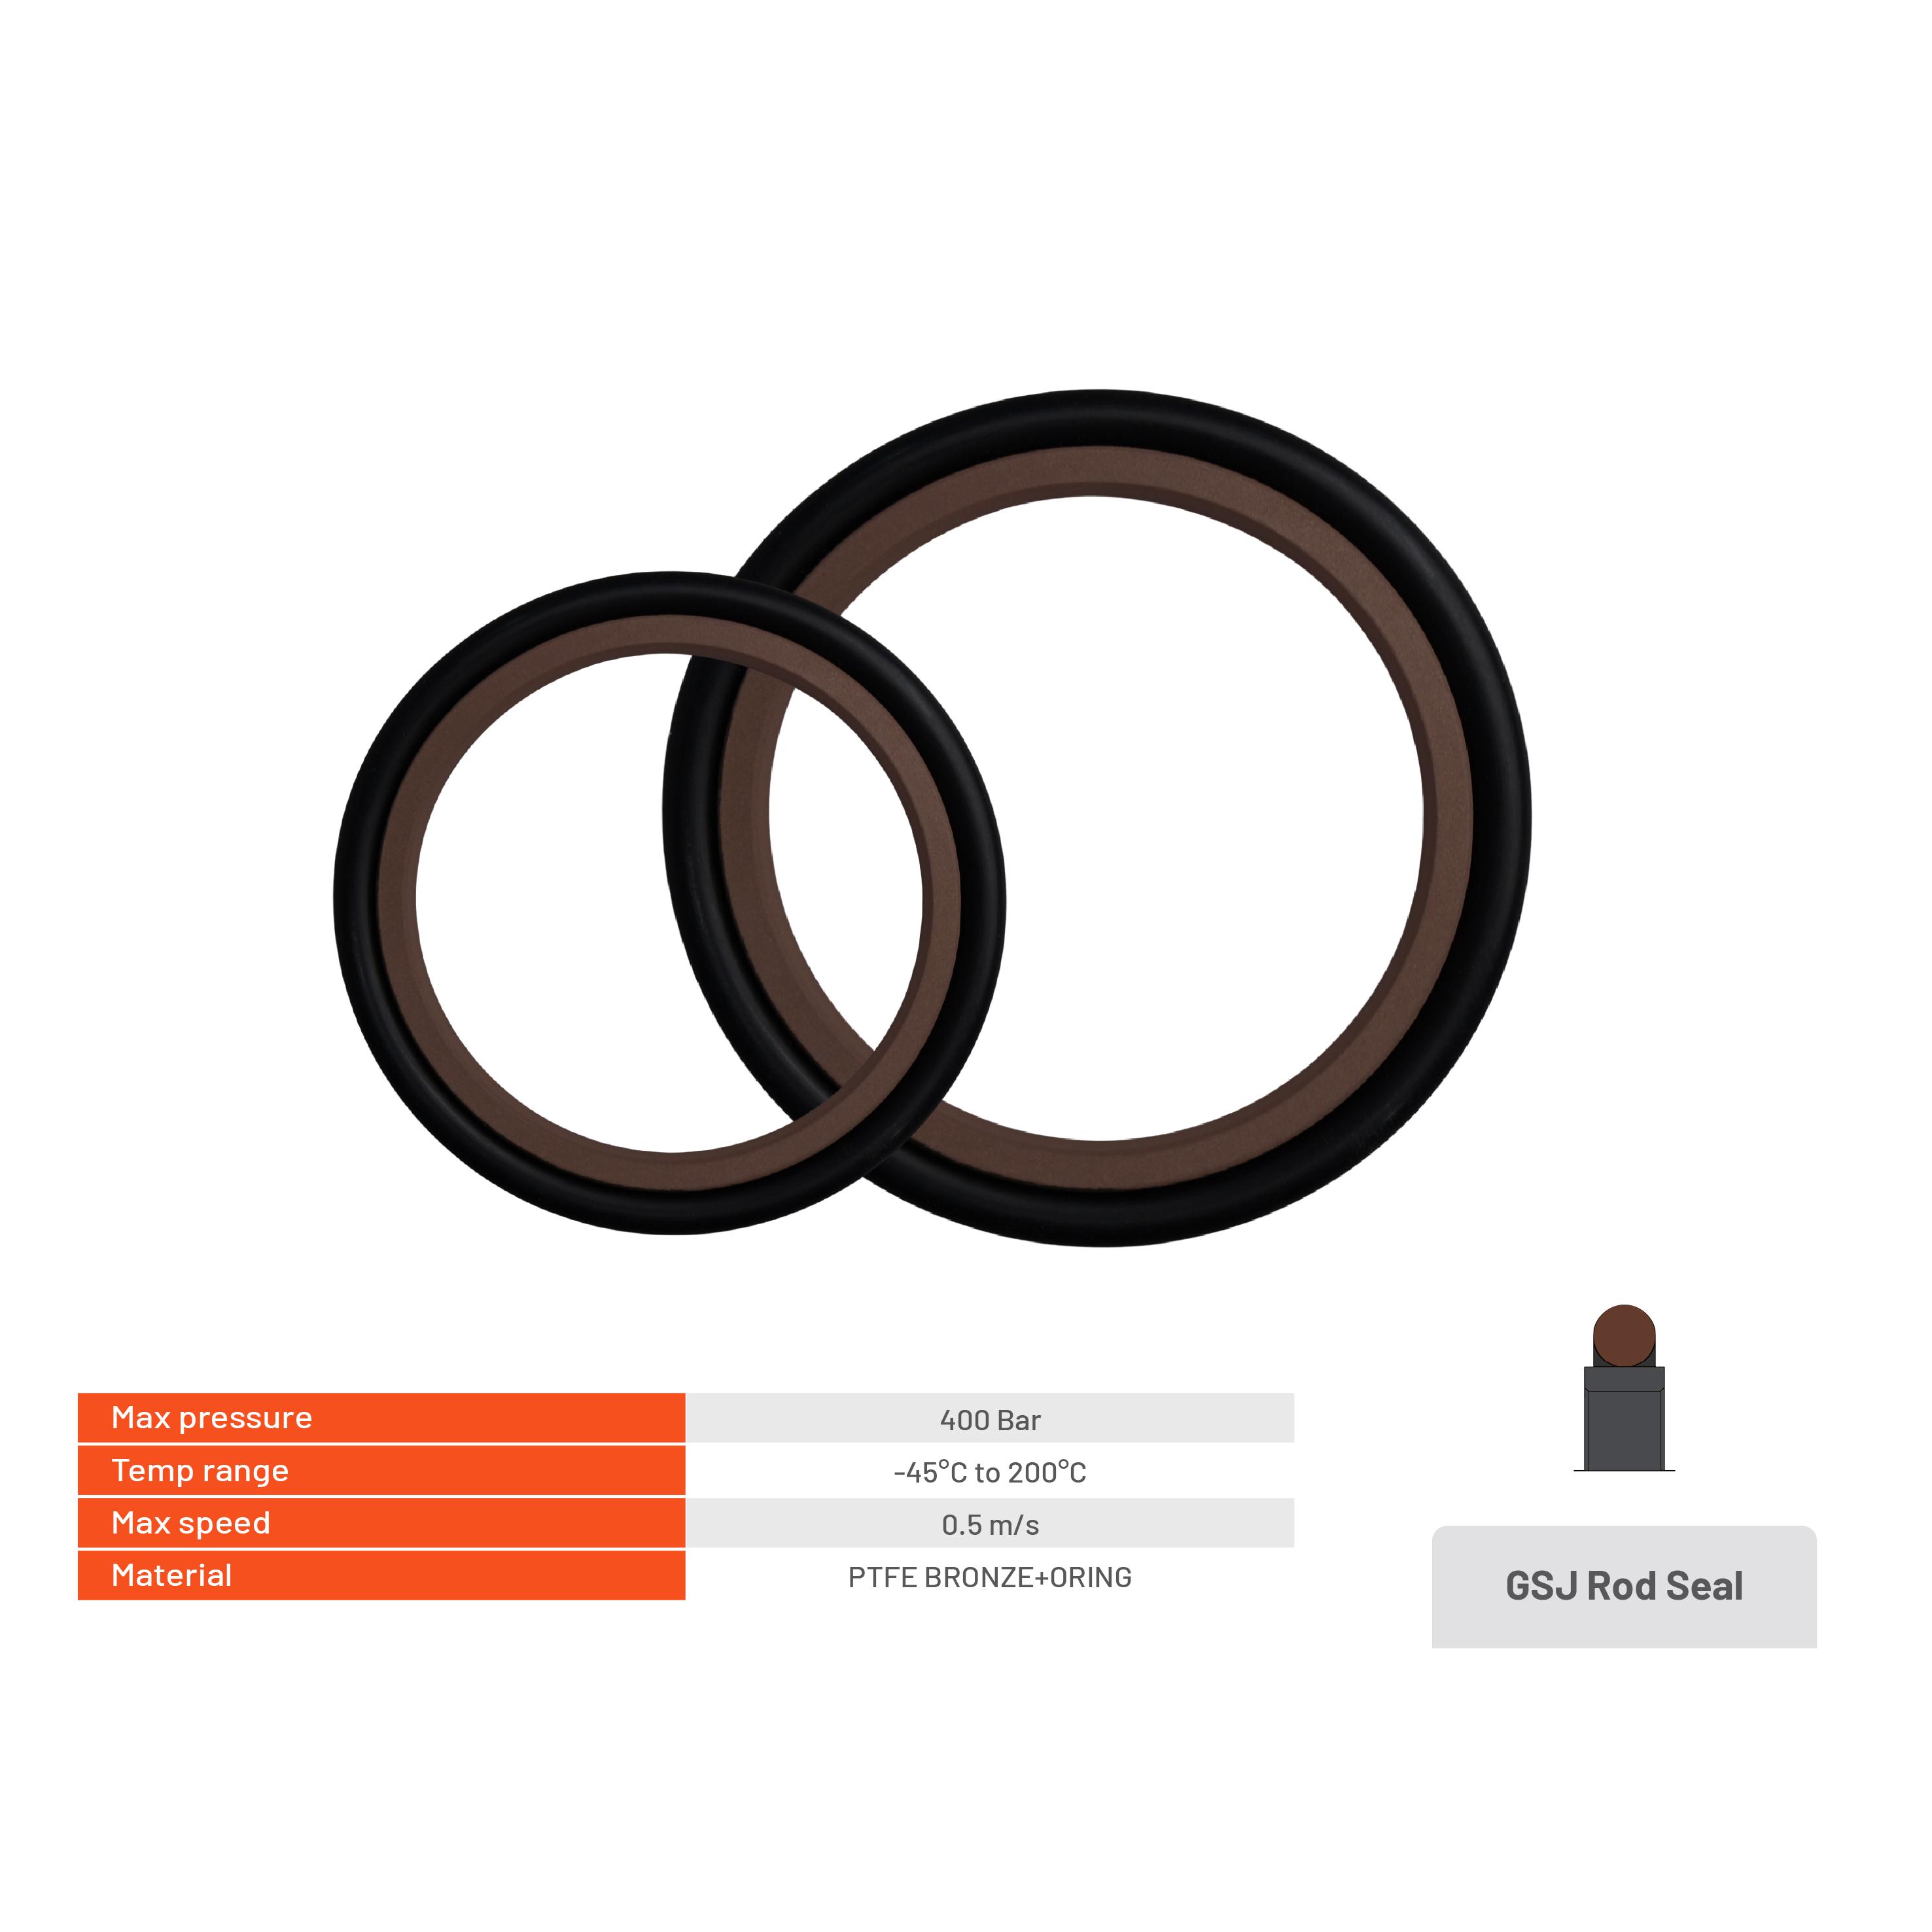 Max pressure 400 Bar
Temp range -45°C to 200°C
Max speed 0.5 m/s
Material PTFE BRONZE+ORING
GSJ Rod Seal